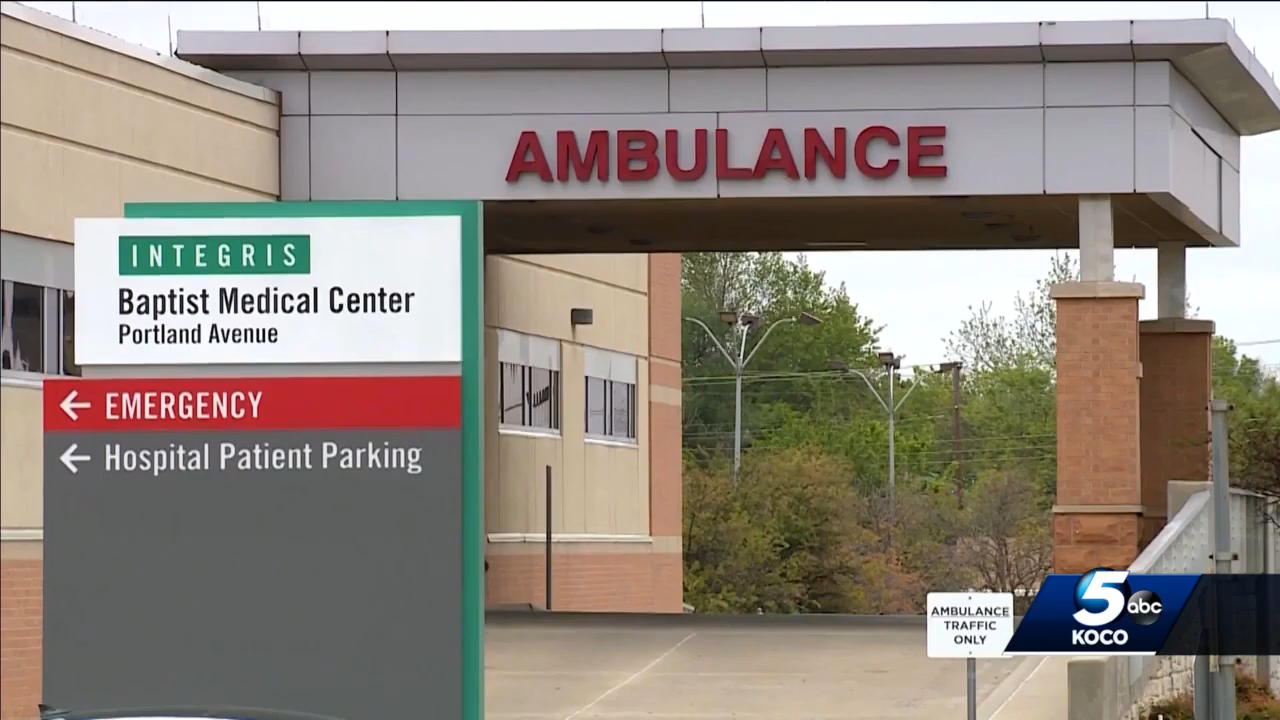 AMBULANCE
INTEGRIS
Baptist Medical Center
Portland Avenue
← EMERGENCY
← Hospital Patient Parking
AMBULANCE
TRAFFIC
ONLY
5 abc
KOCO